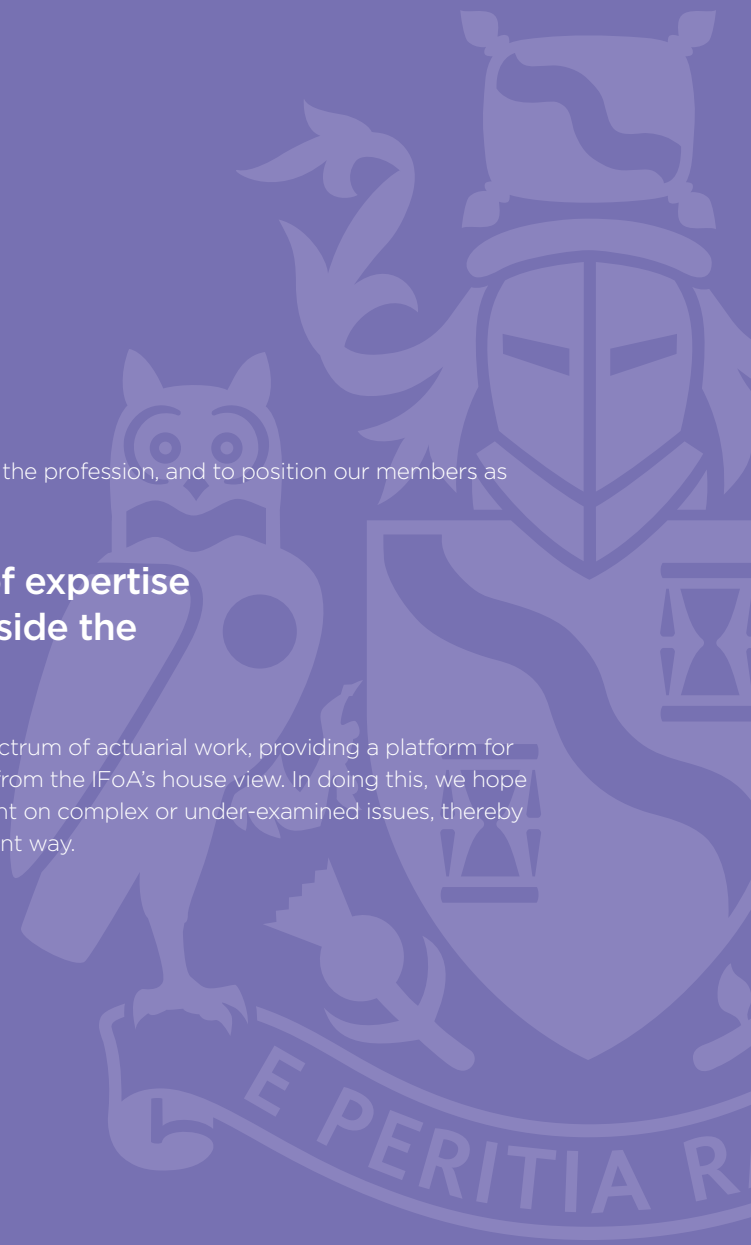 the profession, and to position our members as
of expertise
side the
ctrum of actuarial work, providing a platform for
from the IFoA's house view. In doing this, we hope
nt on complex or under-examined issues, thereby
nt way.
E PERITIA R